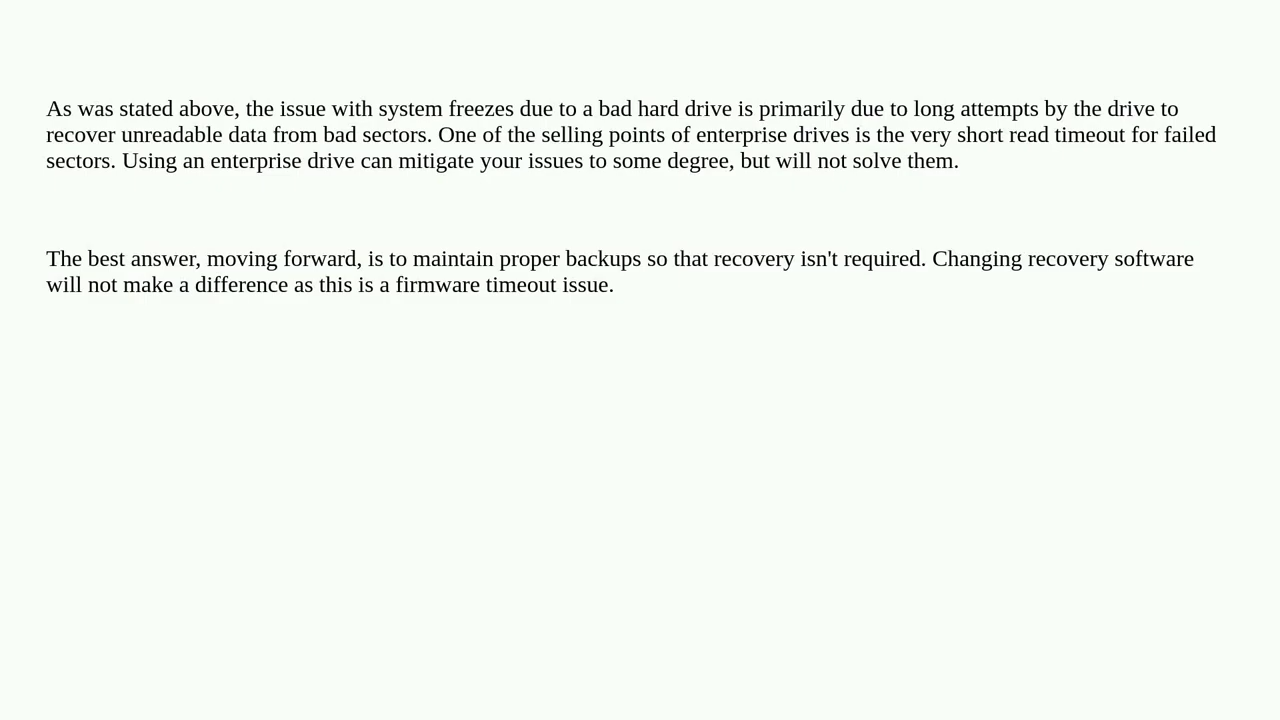 As was stated above, the issue with system freezes due to a bad hard drive is primarily due to long attempts by the drive to
recover unreadable data from bad sectors. One of the selling points of enterprise drives is the very short read timeout for failed
sectors. Using an enterprise drive can mitigate your issues to some degree, but will not solve them.
The best answer, moving forward, is to maintain proper backups so that recovery isn't required. Changing recovery software
will not make a difference as this is a firmware timeout issue.